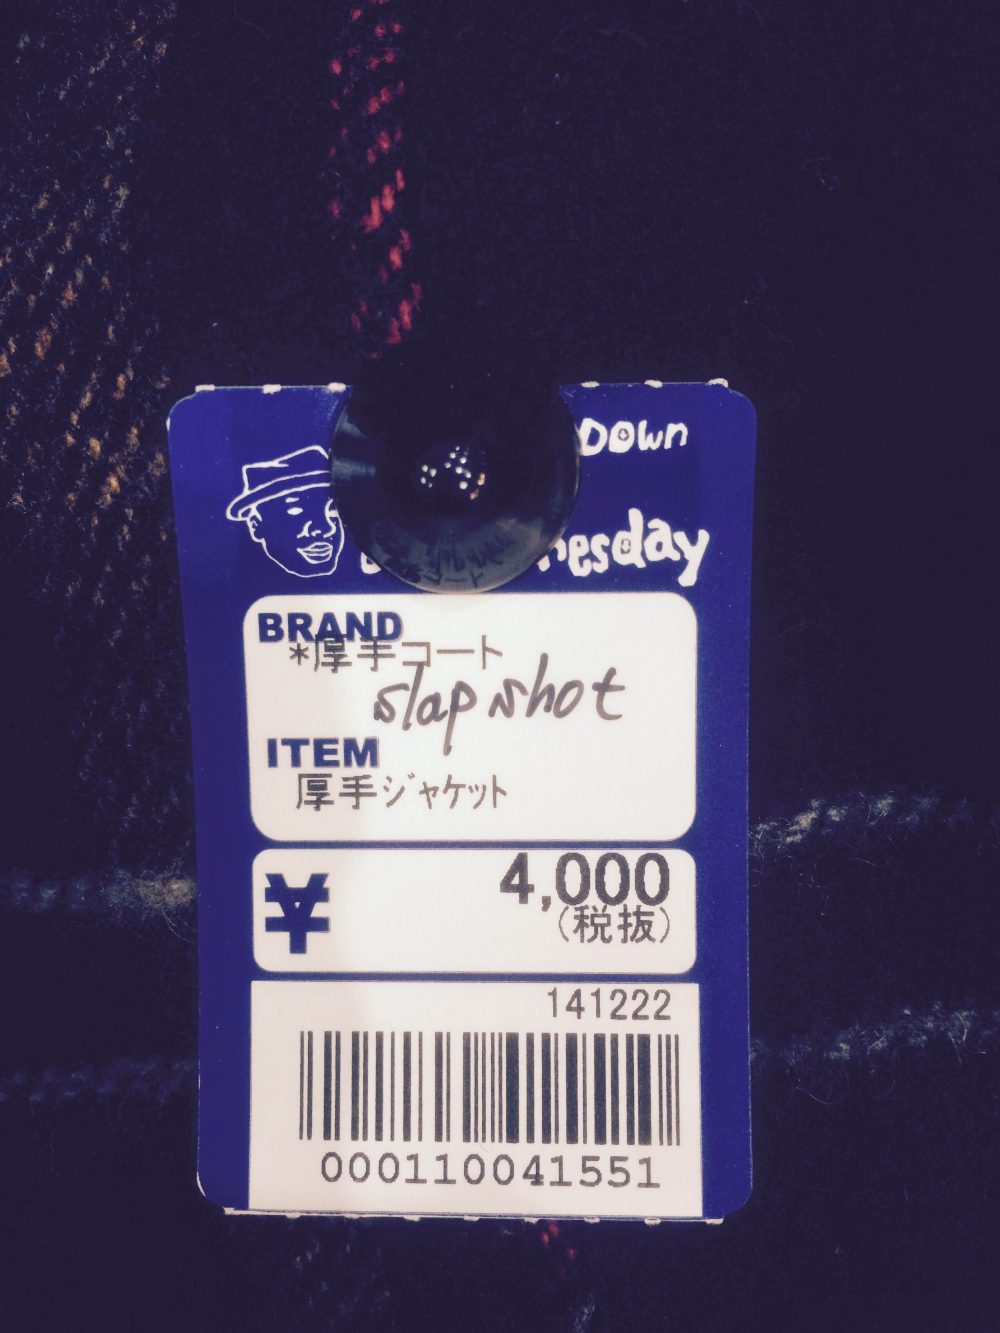 DOwn
BRAND
*厚手コート
slap shot
ITEM
厚手ジャケット
¥ 4,000
(税抜)
141222
000110041551